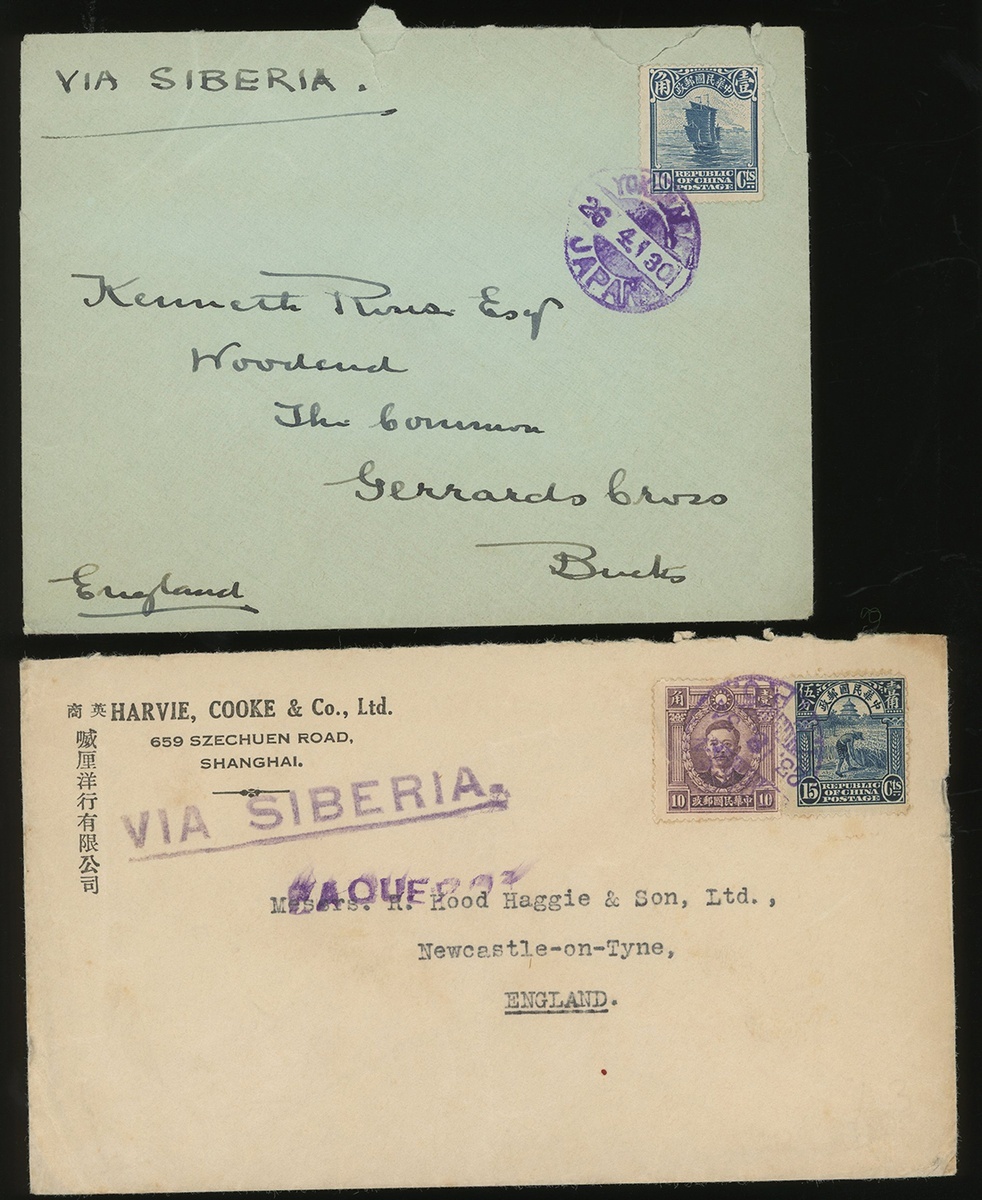 VIA SIBERIA.
角 政郵國民華中 壹
10 REPUBLIC OF CHINA POSTAGE Cts
26 4.1 30
JAPAN
Kenneth Esq
Woodend
The Common
Gerrards Cross
Bucks
England
英商
HARVIE, COOKE & Co., Ltd.
659 SZECHUEN ROAD,
SHANGHAI.
喊厘洋行有限公司
VIA SIBERIA.
角 壹
10 政郵國民華中 10
伍分 政郵國民華中 壹角
15 REPUBLIC OF CHINA POSTAGE Cts
Messrs. R. Hood Haggie & Son, Ltd.,
Newcastle-on-Tyne,
ENGLAND.